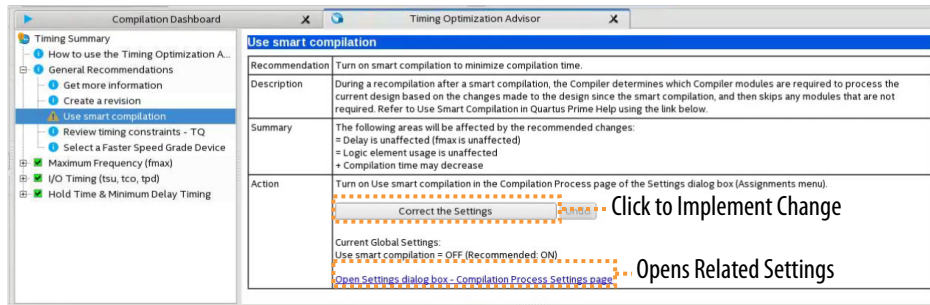 Compilation Dashboard
Timing Optimization Advisor
Timing Summary
How to use the Timing Optimization A...
General Recommendations
Get more information
Create a revision
Use smart compilation
Review timing constraints - TQ
Select a Faster Speed Grade Device
Maximum Frequency (fmax)
I/O Timing (tsu, tco, tpd)
Hold Time & Minimum Delay Timing
Use smart compilation
Recommendation Turn on smart compilation to minimize compilation time.
Description During a recompilation after a smart compilation, the Compiler determines which Compiler modules are required to process the
current design based on the changes made to the design since the smart compilation, and then skips any modules that are not
required. Refer to Use Smart Compilation in Quartus Prime Help using the link below.
Summary The following areas will be affected by the recommended changes:
= Delay is unaffected (fmax is unaffected)
= Logic element usage is unaffected
+ Compilation time may decrease
Action Turn on Use smart compilation in the Compilation Process page of the Settings dialog box (Assignments menu).
Correct the Settings Undo Click to Implement Change
Current Global Settings:
Use smart compilation = OFF (Recommended: ON)
Open Settings dialog box - Compilation Process Settings page Opens Related Settings